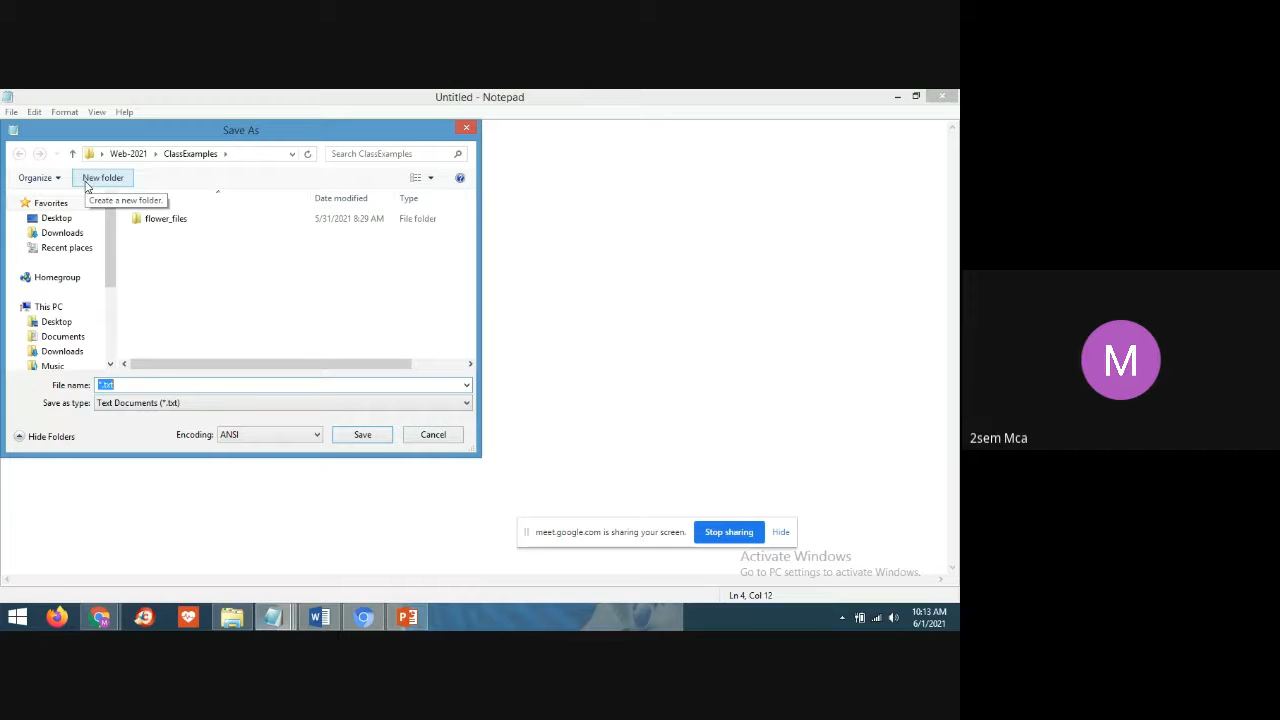 Untitled - Notepad
File Edit Format View Help
Save As
Web-2021 ClassExamples Search ClassExamples
Organize New folder
Create a new folder.
Date modified Type
Favorites
Desktop
Downloads
Recent places
Homegroup
This PC
Desktop
Documents
Downloads
Music
flower_files 5/31/2021 8:29 AM File folder
File name: *.txt
Save as type: Text Documents (*.txt)
Hide Folders Encoding: ANSI Save Cancel
meet.google.com is sharing your screen. Stop sharing Hide
Activate Windows
Go to PC settings to activate Windows.
Ln 4, Col 12
10:13 AM
6/1/2021
M
2sem Mca